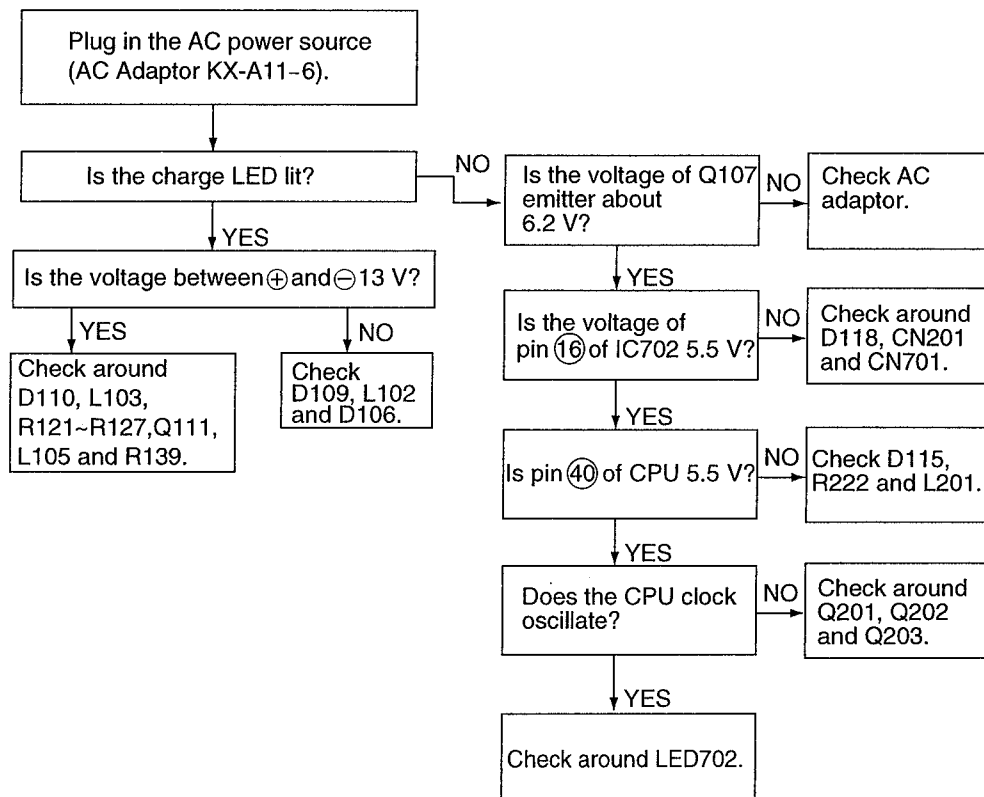 Plug in the AC power source
(AC Adaptor KX-A11-6).
Is the charge LED lit?
NO
YES
Is the voltage between ⊕ and ⊖ 13 V?
YES
NO
Check around
D110, L103,
R121~R127,Q111,
L105 and R139.
Check
D109, L102
and D106.
Is the voltage of Q107
emitter about
6.2 V?
NO
Check AC
adaptor.
YES
Is the voltage of
pin ⑯ of IC702 5.5 V?
NO
Check around
D118, CN201
and CN701.
YES
Is pin ㊵ of CPU 5.5 V?
NO
Check D115,
R222 and L201.
YES
Does the CPU clock
oscillate?
NO
Check around
Q201, Q202
and Q203.
YES
Check around LED702.